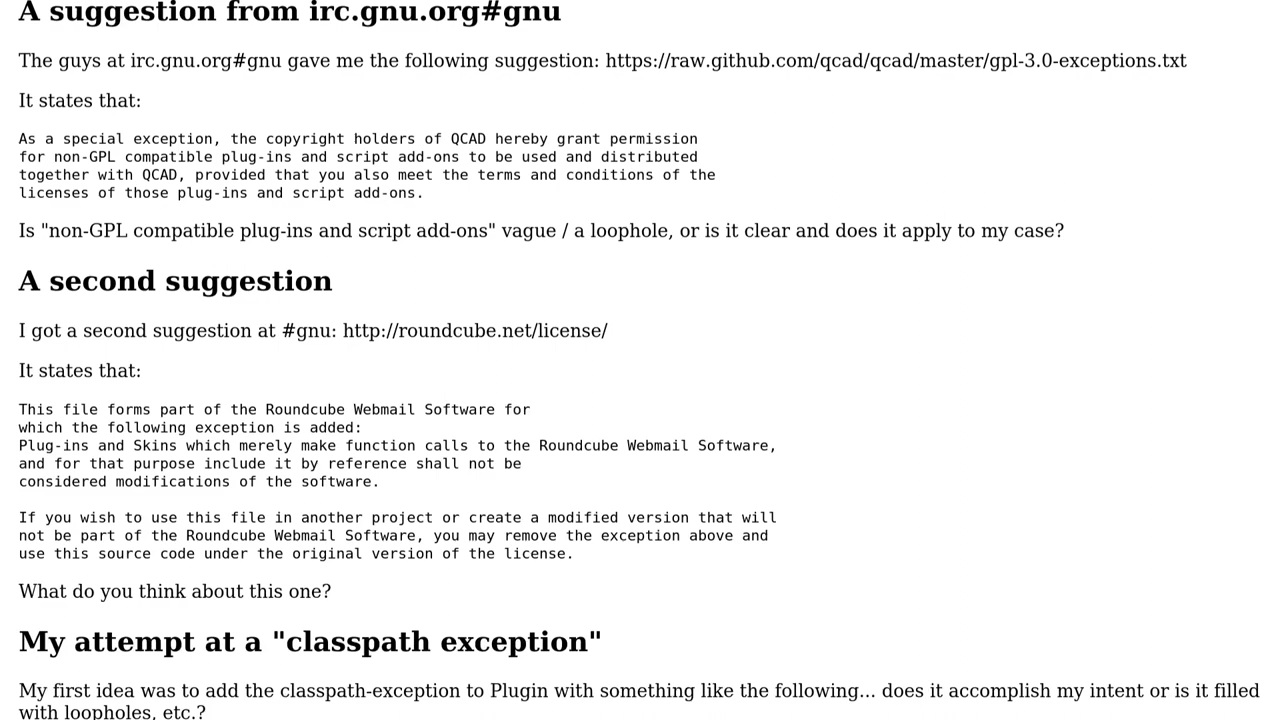 A suggestion from irc.gnu.org#gnu
The guys at irc.gnu.org#gnu gave me the following suggestion: https://raw.github.com/qcad/qcad/master/gpl-3.0-exceptions.txt
It states that:
As a special exception, the copyright holders of QCAD hereby grant permission
for non-GPL compatible plug-ins and script add-ons to be used and distributed
together with QCAD, provided that you also meet the terms and conditions of the
licenses of those plug-ins and script add-ons.
Is "non-GPL compatible plug-ins and script add-ons" vague / a loophole, or is it clear and does it apply to my case?
A second suggestion
I got a second suggestion at #gnu: http://roundcube.net/license/
It states that:
This file forms part of the Roundcube Webmail Software for
which the following exception is added:
Plug-ins and Skins which merely make function calls to the Roundcube Webmail Software,
and for that purpose include it by reference shall not be
considered modifications of the software.
If you wish to use this file in another project or create a modified version that will
not be part of the Roundcube Webmail Software, you may remove the exception above and
use this source code under the original version of the license.
What do you think about this one?
My attempt at a "classpath exception"
My first idea was to add the classpath-exception to Plugin with something like the following... does it accomplish my intent or is it filled
with loopholes, etc.?